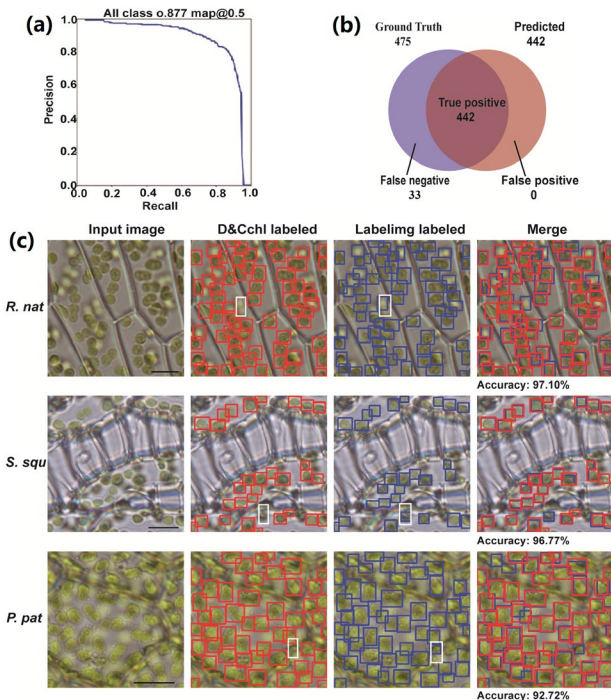 (a)
All class o.877 map@0.5
1.0
0.8
0.6
0.4
0.2
0.0
Precision
0.0 0.2 0.4 0.6 0.8 1.0
Recall
(b)
Ground Truth
475
Predicted
442
True positive
442
False negative
33
False positive
0
(c)
Input image D&Cchl labeled Labelimg labeled Merge
R. nat
Accuracy: 97.10%
S. squ
Accuracy: 96.77%
P. pat
Accuracy: 92.72%